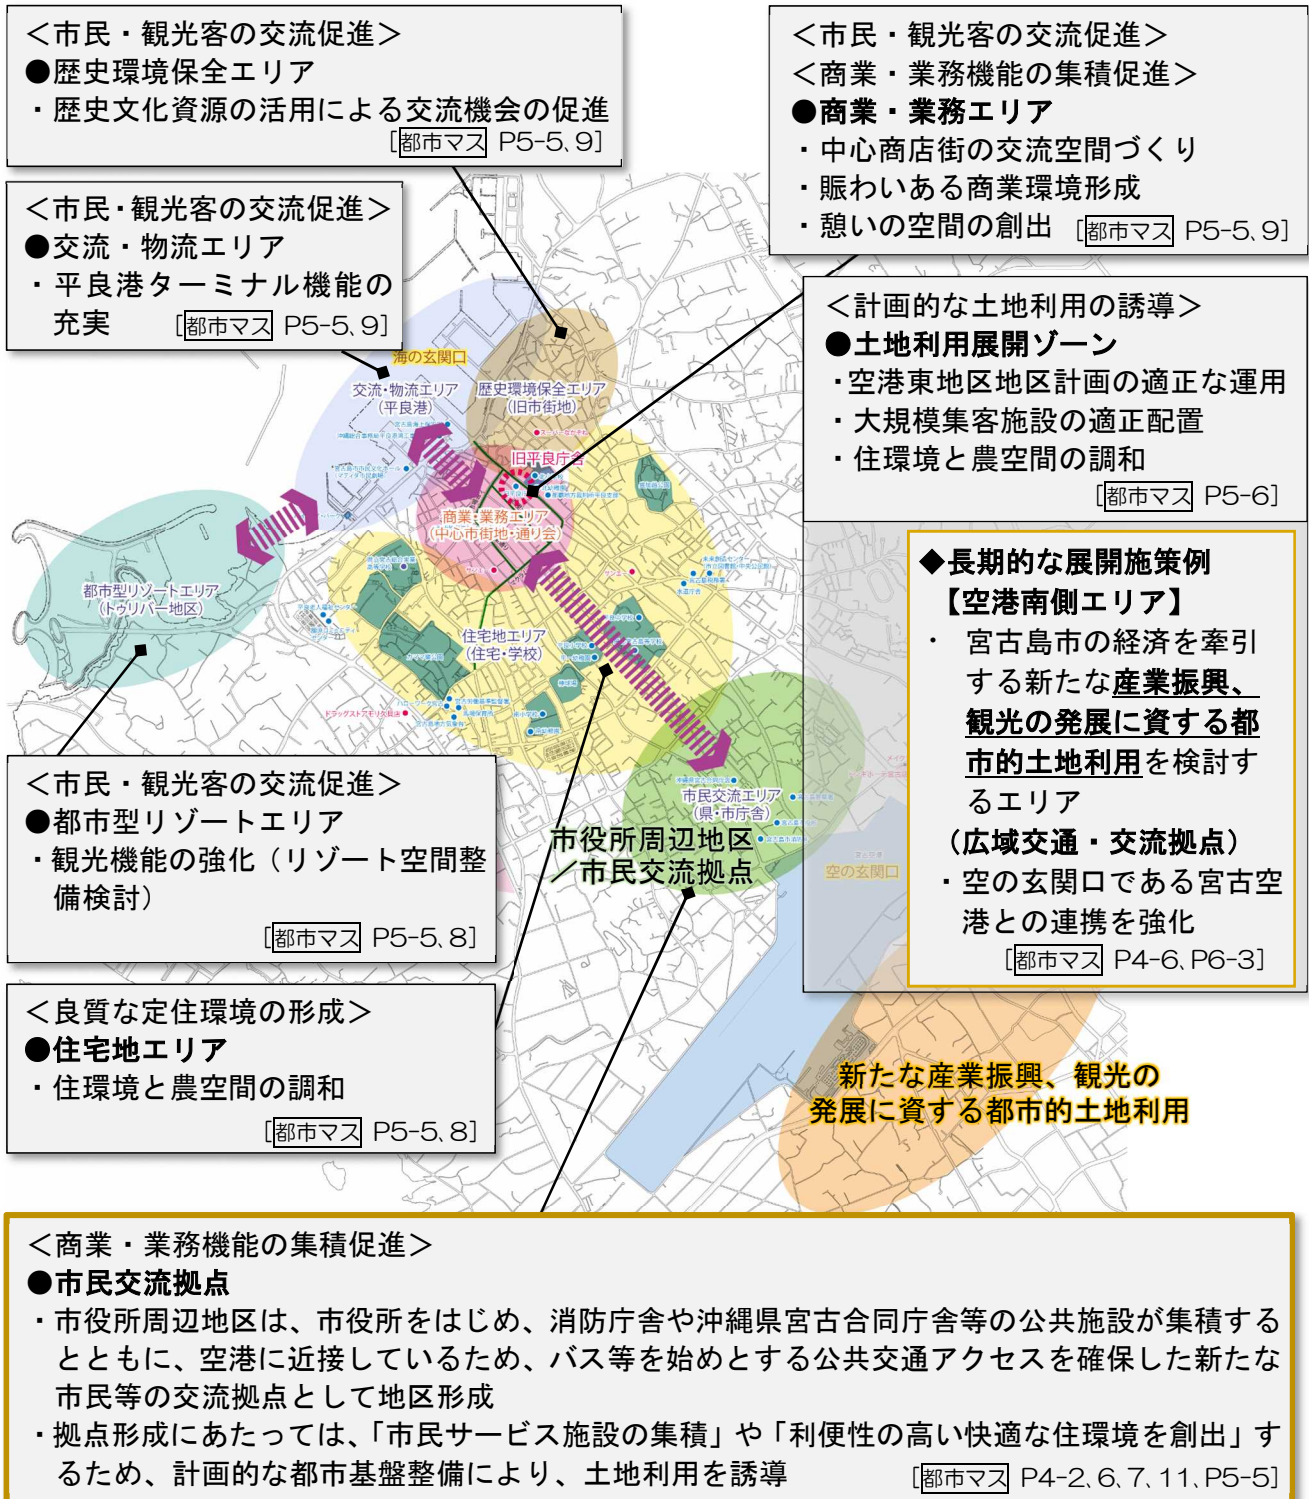 ＜市民・観光客の交流促進＞
●歴史環境保全エリア
・歴史文化資源の活用による交流機会の促進
[都市マス P5-5、9]
＜市民・観光客の交流促進＞
＜商業・業務機能の集積促進＞
●商業・業務エリア
・中心商店街の交流空間づくり
・賑わいある商業環境形成
・憩いの空間の創出 [都市マス P5-5、9]
＜市民・観光客の交流促進＞
●交流・物流エリア
・平良港ターミナル機能の
充実 [都市マス P5-5、9]
＜計画的な土地利用の誘導＞
●土地利用展開ゾーン
・空港東地区地区計画の適正な運用
・大規模集客施設の適正配置
・住環境と農空間の調和
[都市マス P5-6]
◆長期的な展開施策例
【空港南側エリア】
・ 宮古島市の経済を牽引
する新たな産業振興、
観光の発展に資する都
市的土地利用を検討す
るエリア
（広域交通・交流拠点）
・空の玄関口である宮古空
港との連携を強化
[都市マス P4-6、P6-3]
海の玄関口
交流・物流エリア
（平良港）
歴史環境保全エリア
（旧市街地）
旧平良庁舎
商業・業務エリア
（中心市街地・通り会）
サンエー
サンエー
都市型リゾートエリア
（トゥリバー地区）
住宅地エリア
（住宅・学校）
カママ嶺公園
ドラッグストアモリ久貝店
市民交流エリア
（県・市庁舎）
市役所周辺地区
／市民交流拠点
空の玄関口
＜市民・観光客の交流促進＞
●都市型リゾートエリア
・観光機能の強化（リゾート空間整
備検討）
[都市マス P5-5、8]
＜良質な定住環境の形成＞
●住宅地エリア
・住環境と農空間の調和
[都市マス P5-5、8]
新たな産業振興、観光の
発展に資する都市的土地利用
＜商業・業務機能の集積促進＞
●市民交流拠点
・市役所周辺地区は、市役所をはじめ、消防庁舎や沖縄県宮古合同庁舎等の公共施設が集積する
とともに、空港に近接しているため、バス等を始めとする公共交通アクセスを確保した新たな
市民等の交流拠点として地区形成
・拠点形成にあたっては、「市民サービス施設の集積」や「利便性の高い快適な住環境を創出」す
るため、計画的な都市基盤整備により、土地利用を誘導 [都市マス P4-2、6、7、11、P5-5]